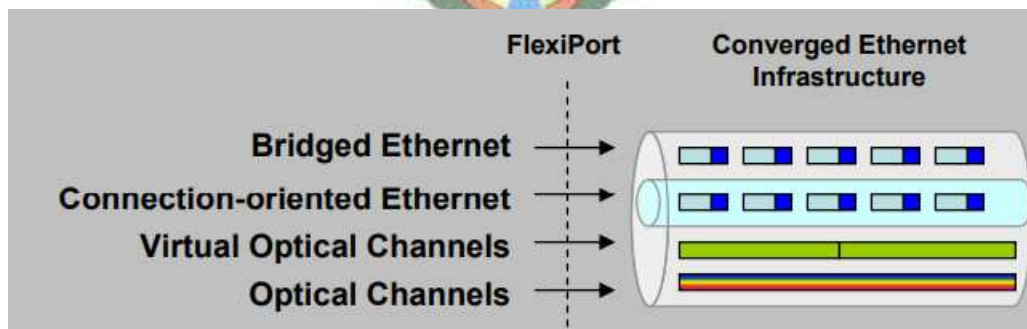 FlexiPort
Converged Ethernet
Infrastructure
Bridged Ethernet
Connection-oriented Ethernet
Virtual Optical Channels
Optical Channels